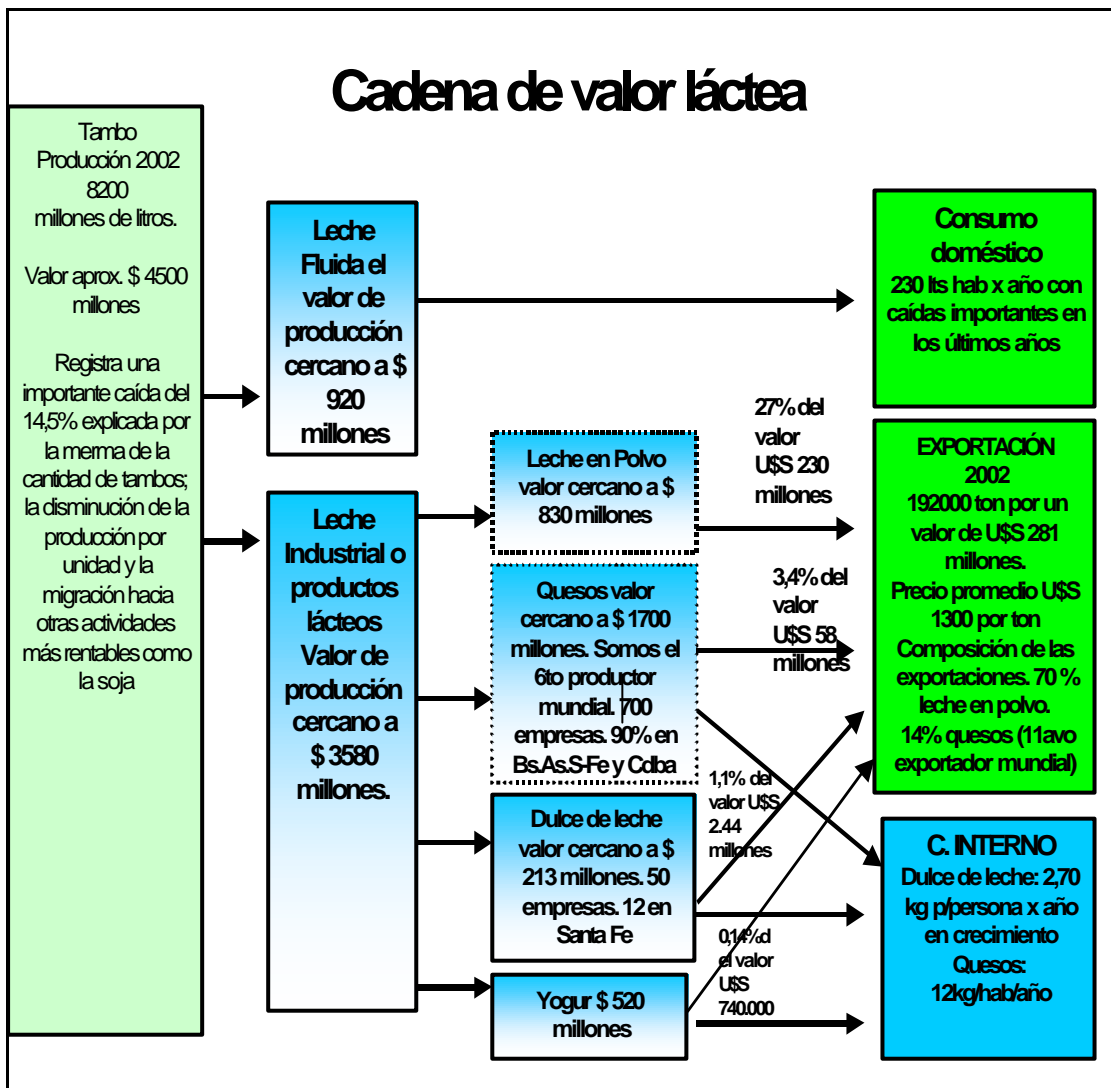 Cadena de valor láctea
Tambo
Producción 2002
8200
millones de litros.
Valor aprox. $ 4500
millones
Registra una
importante caída del
14,5% explicada por
la merma de la
cantidad de tambos;
la disminución de la
producción por
unidad y la
migración hacia
otras actividades
más rentables como
la soja
Leche
Fluida el
valor de
producción
cercano a $
920
millones
Leche
Industrial o
productos
lácteos
Valor de
producción
cercano a
$ 3580
millones.
Leche en Polvo
valor cercano a $
830 millones
Quesos valor
cercano a $ 1700
millones. Somos el
6to productor
mundial. 700
empresas. 90% en
Bs.As.S-Fe y Cdba
Dulce de leche
valor cercano a $
213 millones. 50
empresas. 12 en
Santa Fe
Yogur $ 520
millones
27% del
valor
U$S 230
millones
3,4% del
valor
U$S 58
millones
1,1% del
valor U$S
2.44
millones
0,14%d
el valor
U$S
740.000
Consumo
doméstico
230 lts hab x año con
caídas importantes en
los últimos años
EXPORTACIÓN
2002
192000 ton por un
valor de U$S 281
millones.
Precio promedio U$S
1300 por ton
Composición de las
exportaciones. 70 %
leche en polvo.
14% quesos (11avo
exportador mundial)
C. INTERNO
Dulce de leche: 2,70
kg p/persona x año
en crecimiento
Quesos:
12kg/hab/año